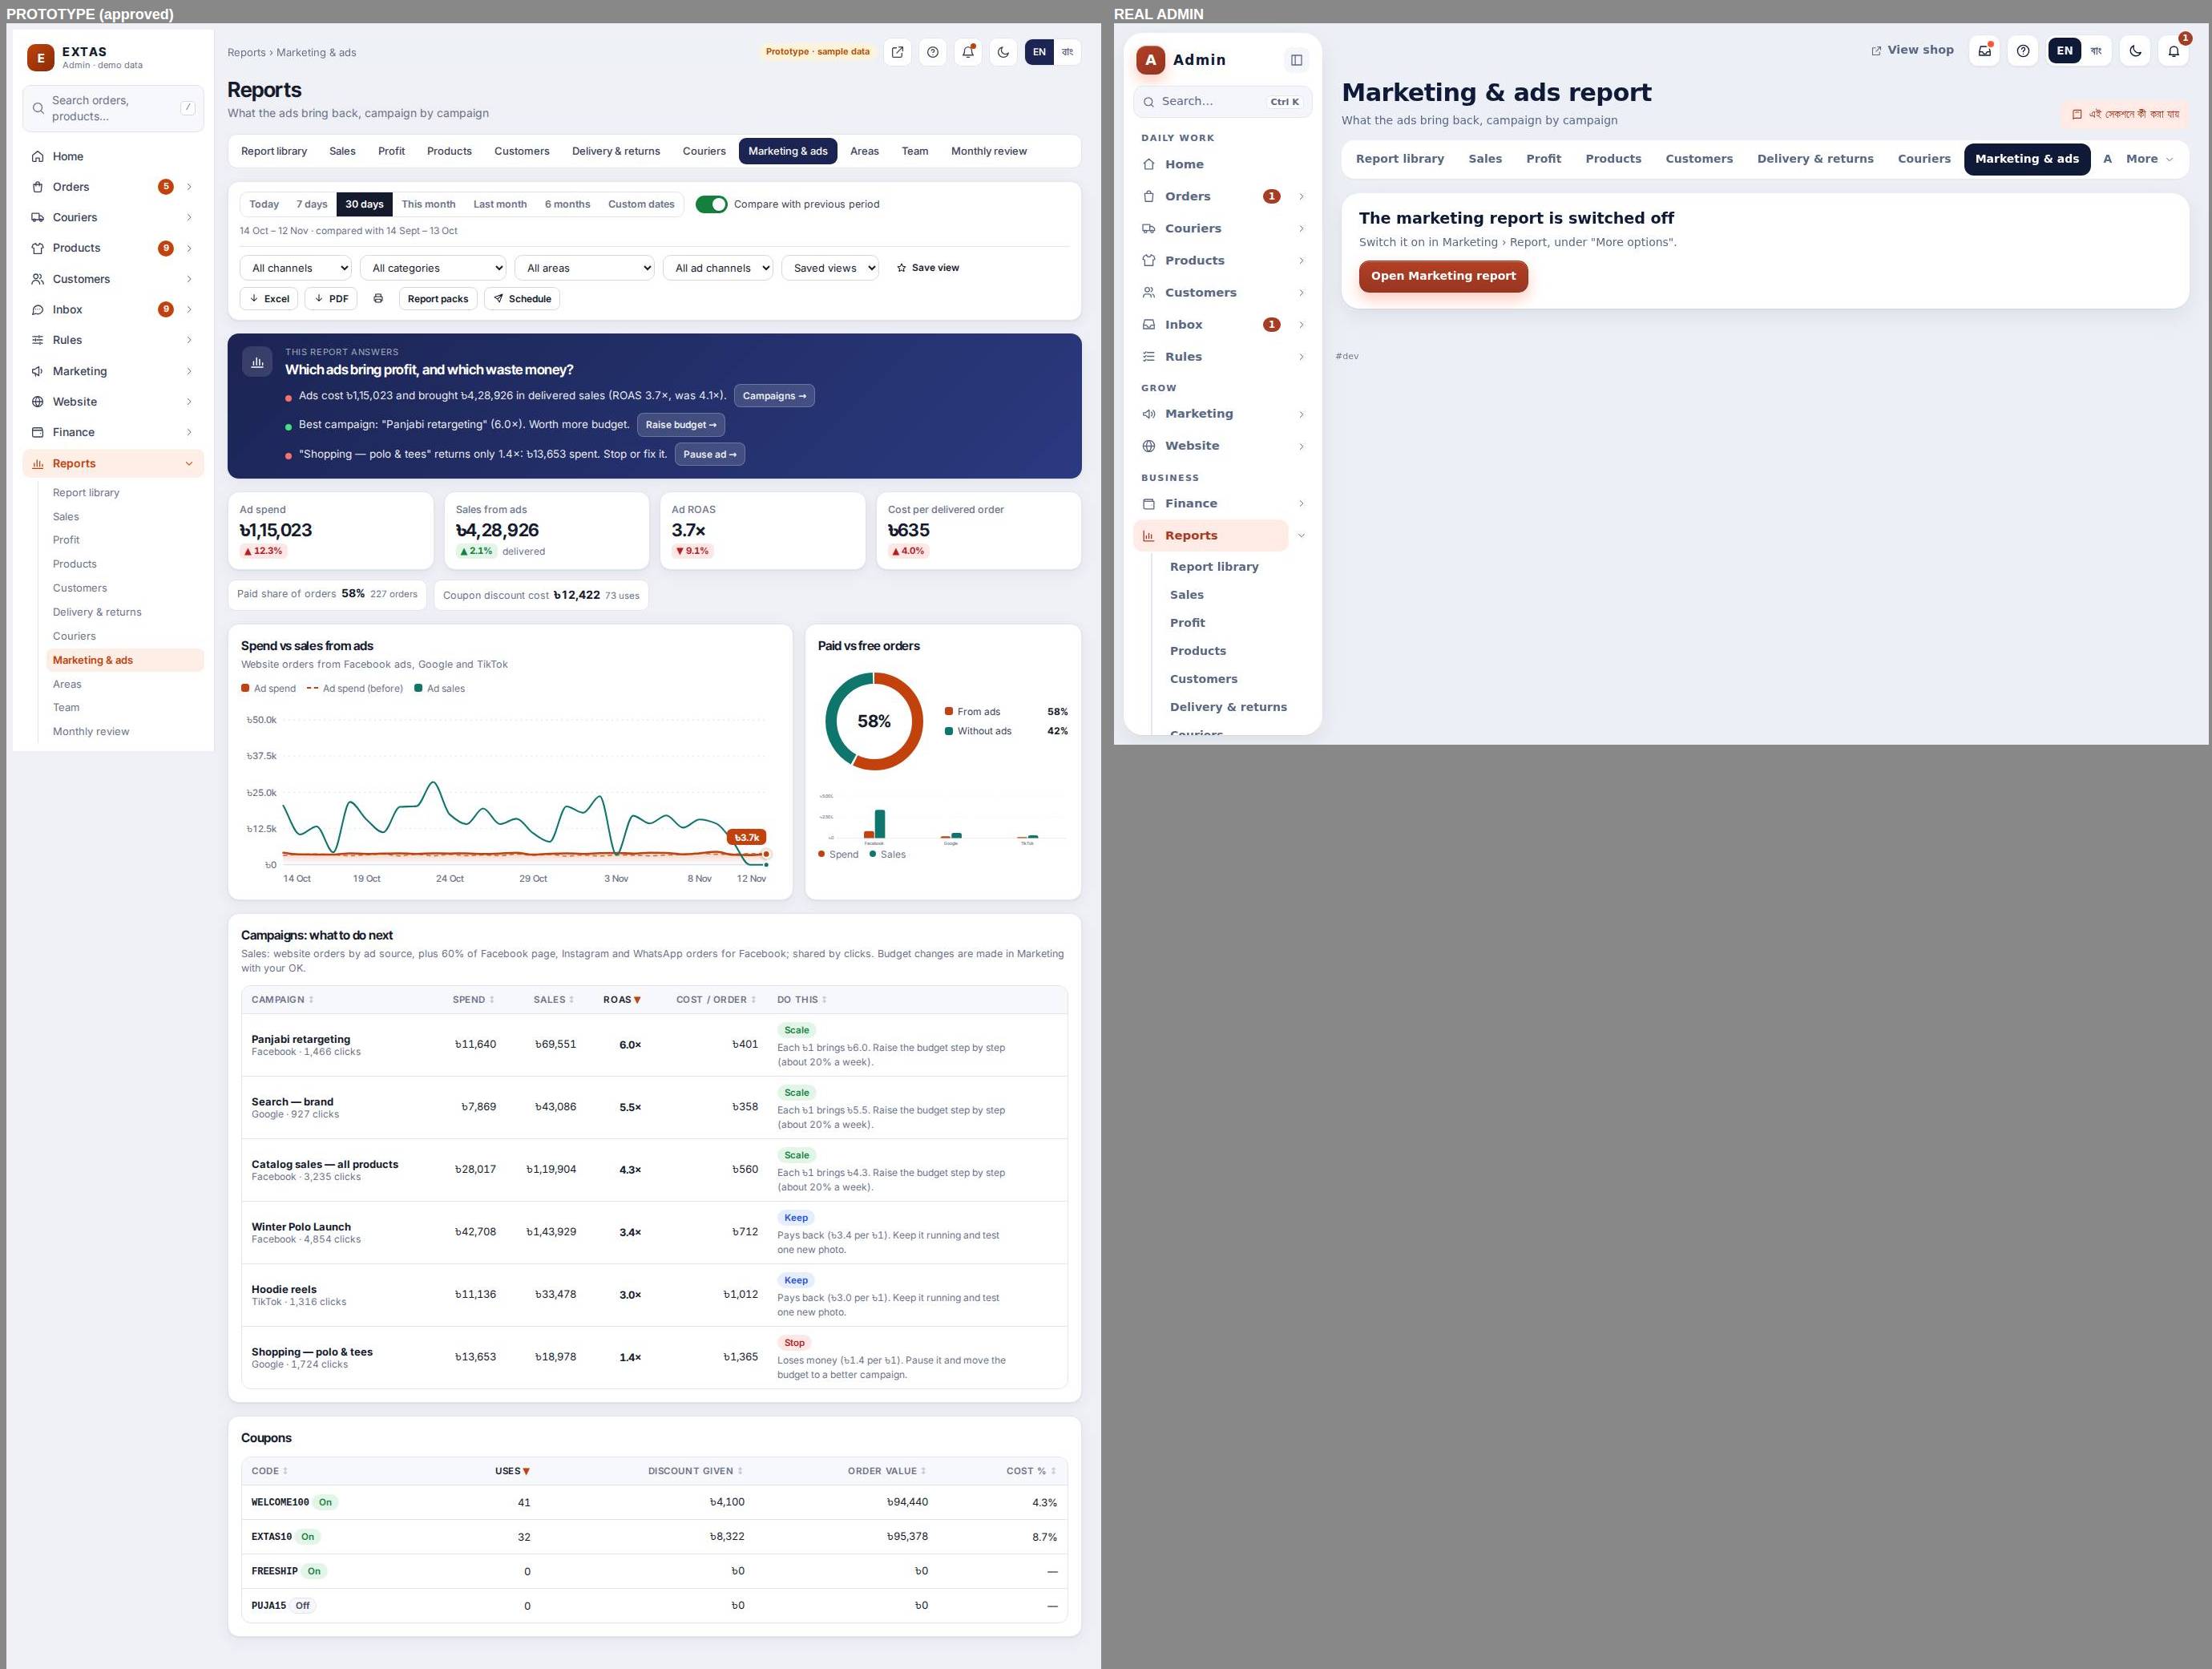 PROTOTYPE (approved)
E
EXTAS
Admin · demo data
Search orders, products...
/
Home
Orders
5
Couriers
Products
9
Customers
Inbox
9
Rules
Marketing
Website
Finance
Reports
Report library
Sales
Profit
Products
Customers
Delivery & returns
Couriers
Marketing & ads
Areas
Team
Monthly review
Reports › Marketing & ads
Prototype · sample data
EN
বাং
Reports
What the ads bring back, campaign by campaign
Report library Sales Profit Products Customers Delivery & returns Couriers Marketing & ads Areas Team Monthly review
Today 7 days 30 days This month Last month 6 months Custom dates Compare with previous period
14 Oct – 12 Nov · compared with 14 Sept – 13 Oct
All channels All categories All areas All ad channels Saved views Save view
Excel PDF Report packs Schedule
THIS REPORT ANSWERS
Which ads bring profit, and which waste money?
Ads cost ৳1,15,023 and brought ৳4,28,926 in delivered sales (ROAS 3.7×, was 4.1×). Campaigns →
Best campaign: "Panjabi retargeting" (6.0×). Worth more budget. Raise budget →
"Shopping — polo & tees" returns only 1.4×: ৳13,653 spent. Stop or fix it. Pause ad →
Ad spend
৳1,15,023
▲ 12.3%
Sales from ads
৳4,28,926
▲ 2.1% delivered
Ad ROAS
3.7×
▼ 9.1%
Cost per delivered order
৳635
▲ 4.0%
Paid share of orders 58% 227 orders
Coupon discount cost ৳12,422 73 uses
Spend vs sales from ads
Website orders from Facebook ads, Google and TikTok
Ad spend Ad spend (before) Ad sales
৳50.0k
৳37.5k
৳25.0k
৳12.5k
৳0
৳3.7k
14 Oct 19 Oct 24 Oct 29 Oct 3 Nov 8 Nov 12 Nov
Paid vs free orders
58%
From ads 58%
Without ads 42%
Facebook Google TikTok
Spend Sales
Campaigns: what to do next
Sales: website orders by ad source, plus 60% of Facebook page, Instagram and WhatsApp orders for Facebook; shared by clicks. Budget changes are made in Marketing
with your OK.
CAMPAIGN ↕ SPEND ↕ SALES ↕ ROAS ▼ COST / ORDER ↕ DO THIS ↕
Panjabi retargeting
Facebook · 1,466 clicks
৳11,640 ৳69,551 6.0× ৳401
Scale
Each ৳1 brings ৳6.0. Raise the budget step by step
(about 20% a week).
Search — brand
Google · 927 clicks
৳7,869 ৳43,086 5.5× ৳358
Scale
Each ৳1 brings ৳5.5. Raise the budget step by step
(about 20% a week).
Catalog sales — all products
Facebook · 3,235 clicks
৳28,017 ৳1,19,904 4.3× ৳560
Scale
Each ৳1 brings ৳4.3. Raise the budget step by step
(about 20% a week).
Winter Polo Launch
Facebook · 4,854 clicks
৳42,708 ৳1,43,929 3.4× ৳712
Keep
Pays back (৳3.4 per ৳1). Keep it running and test
one new photo.
Hoodie reels
TikTok · 1,316 clicks
৳11,136 ৳33,478 3.0× ৳1,012
Keep
Pays back (৳3.0 per ৳1). Keep it running and test
one new photo.
Shopping — polo & tees
Google · 1,724 clicks
৳13,653 ৳18,978 1.4× ৳1,365
Stop
Loses money (৳1.4 per ৳1). Pause it and move the
budget to a better campaign.
Coupons
CODE ↕ USES ▼ DISCOUNT GIVEN ↕ ORDER VALUE ↕ COST % ↕
WELCOME100 On 41 ৳4,100 ৳94,440 4.3%
EXTAS10 On 32 ৳8,322 ৳95,378 8.7%
FREESHIP On 0 ৳0 ৳0 —
PUJA15 Off 0 ৳0 ৳0 —
REAL ADMIN
A
Admin
Search... Ctrl K
DAILY WORK
Home
Orders 1
Couriers
Products
Customers
Inbox 1
Rules
GROW
Marketing
Website
BUSINESS
Finance
Reports
Report library
Sales
Profit
Products
Customers
Delivery & returns
Couriers
View shop
EN
বাং
1
Marketing & ads report
What the ads bring back, campaign by campaign
এই সেকশনে কী করা যায়
Report library Sales Profit Products Customers Delivery & returns Couriers Marketing & ads A More
The marketing report is switched off
Switch it on in Marketing › Report, under "More options".
Open Marketing report
#dev